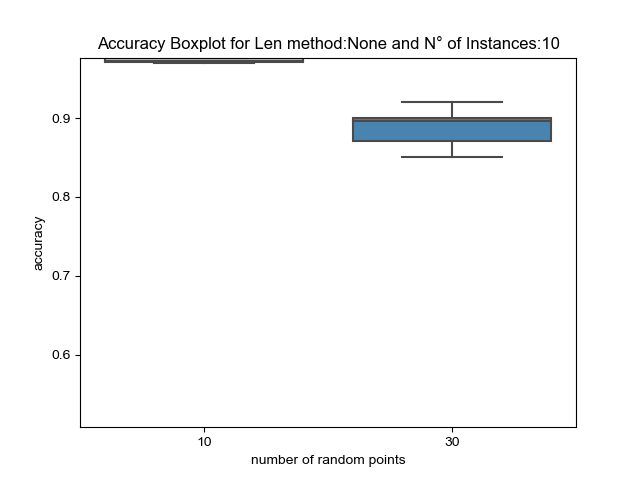 Accuracy Boxplot for Len method:None and N° of Instances:10
accuracy
0.9
0.8
0.7
0.6
10
30
number of random points